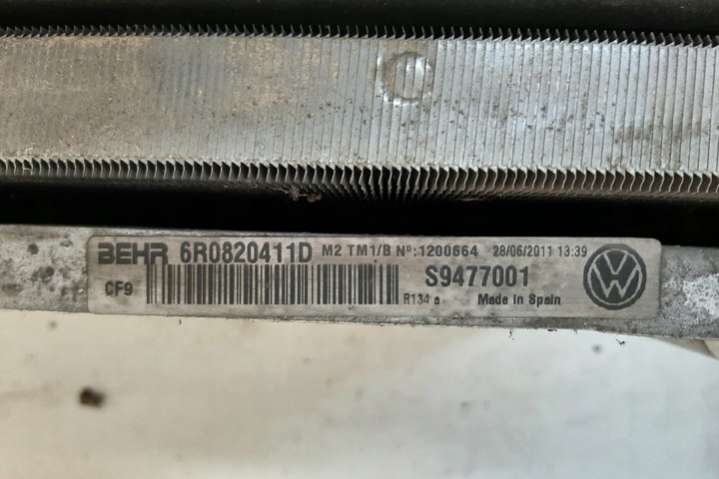 BEHR 6R0820411D M2 TM1/B Nº:1200664 28/06/2011 13:39
CF9 S9477001
R134 a Made in Spain